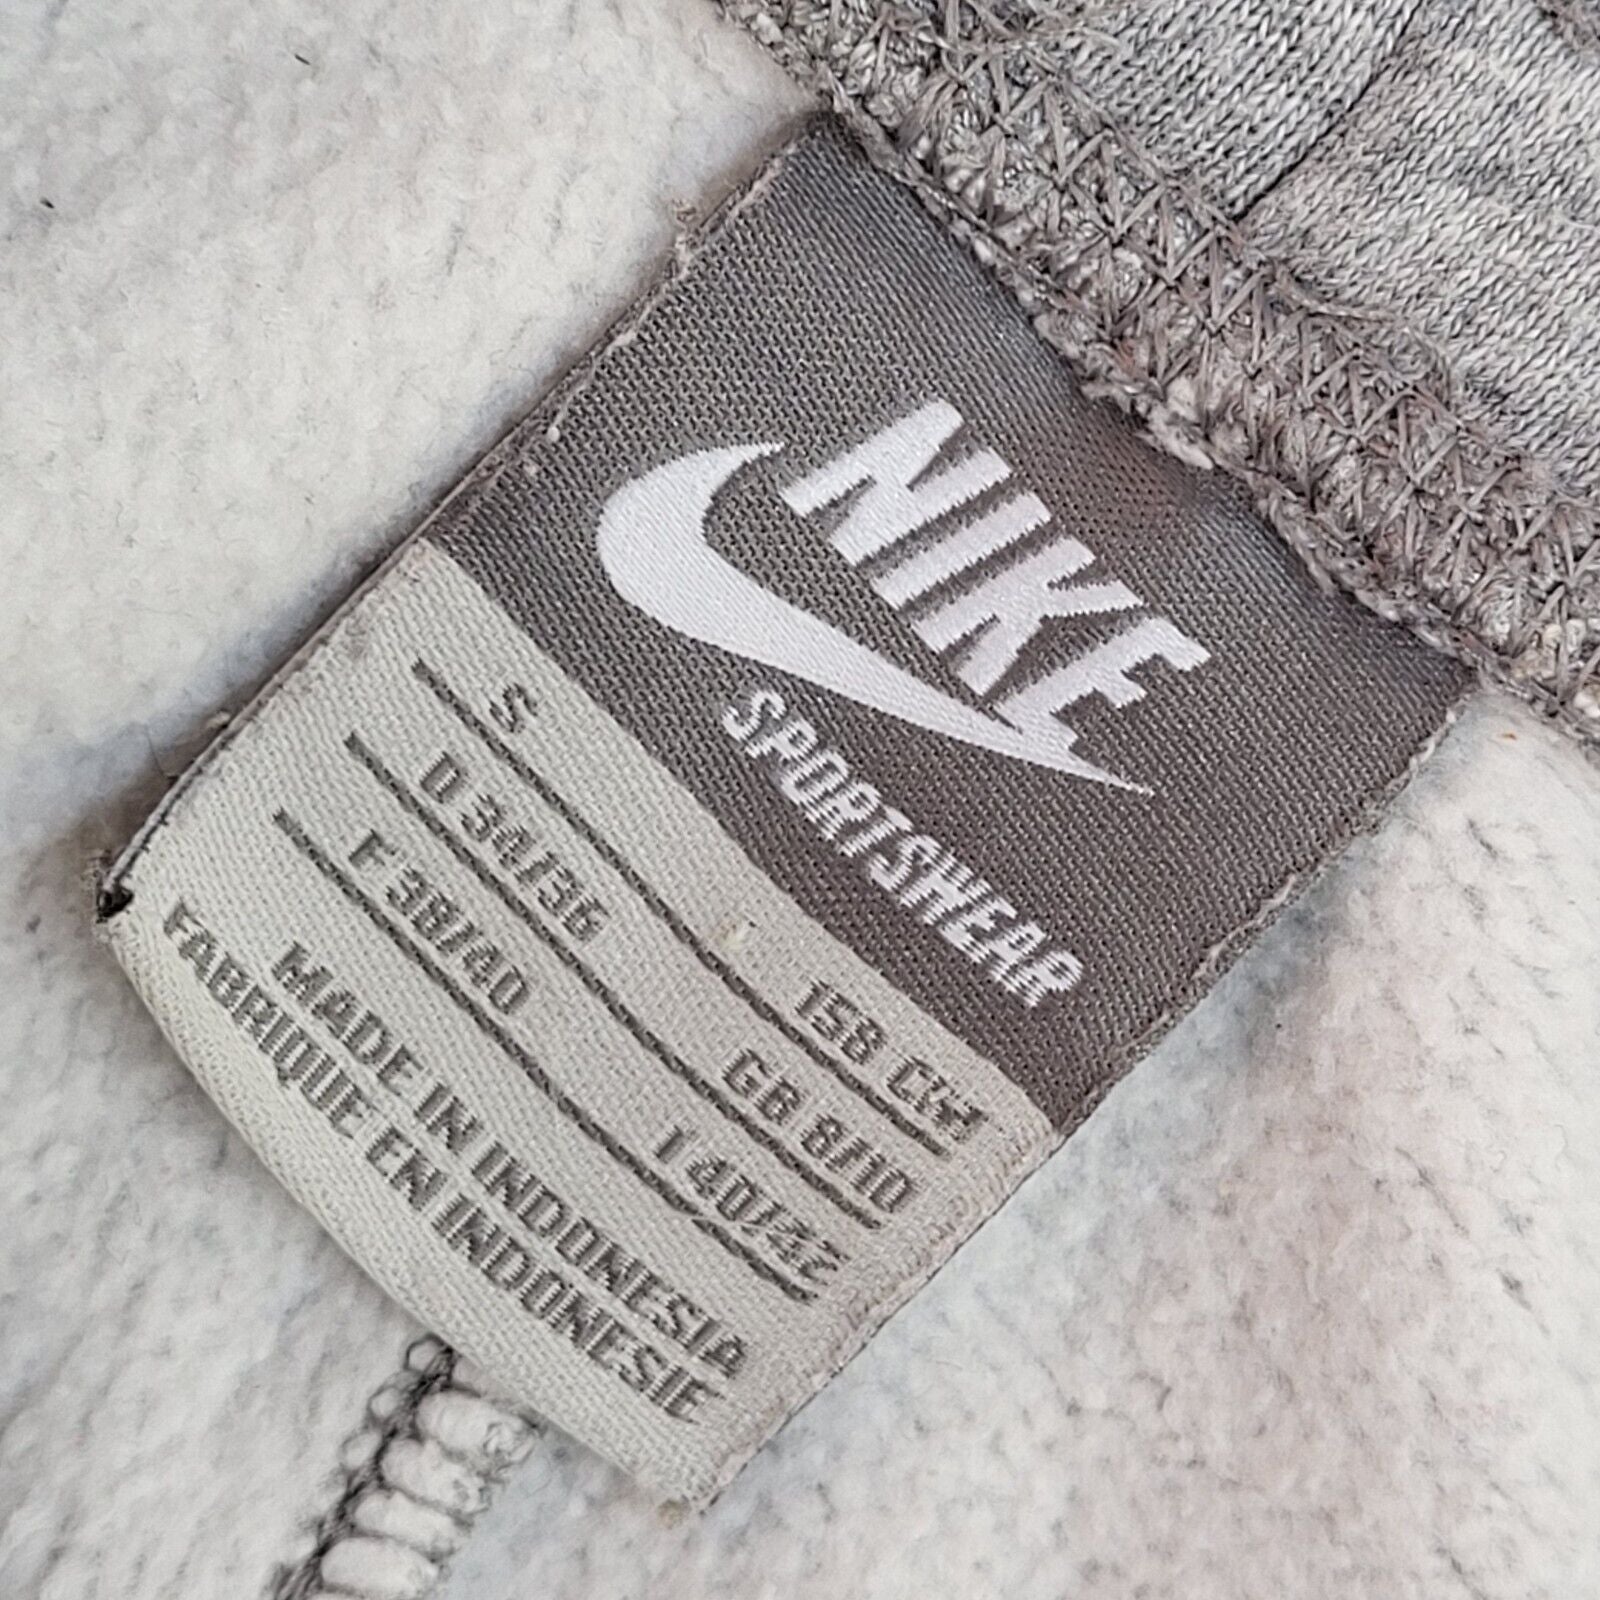 NIKE
SPORTSWEAR
S 158 CM
D 34/36 GB 8/10
F 38/40 I 40/42
MADE IN INDONESIA
FABRIQUE EN INDONESIE